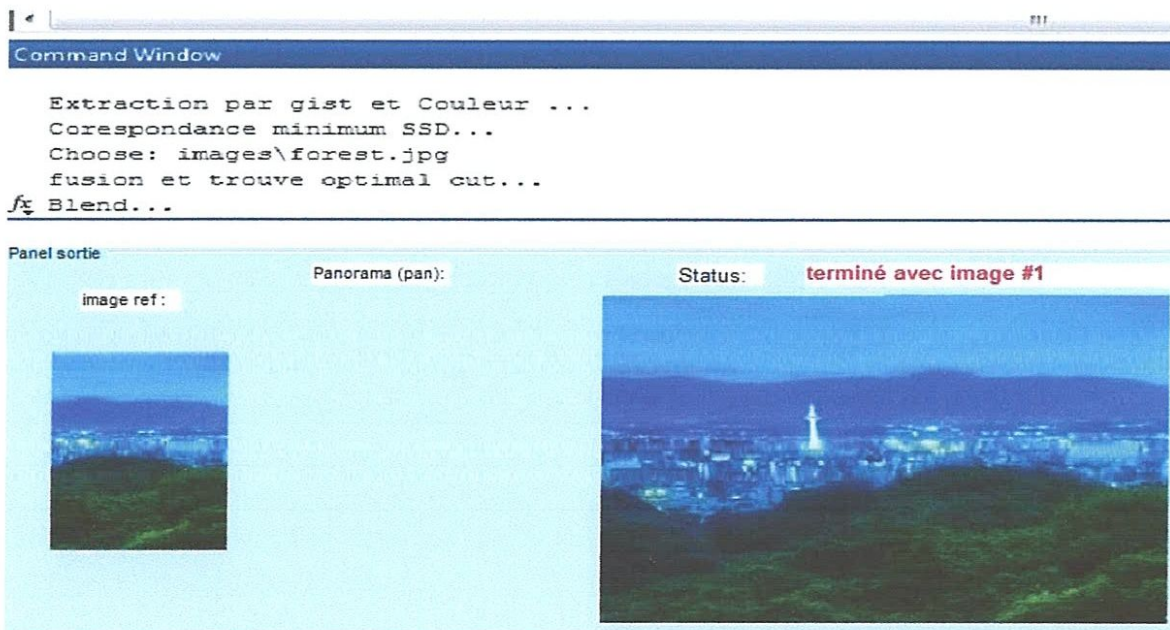 Command Window
Extraction par gist et Couleur ...
Corespondance minimum SSD...
Choose: images\forest.jpg
fusion et trouve optimal cut...
fx Blend...
Panel sortie
Panorama (pan):
Status: terminé avec image #1
image ref :